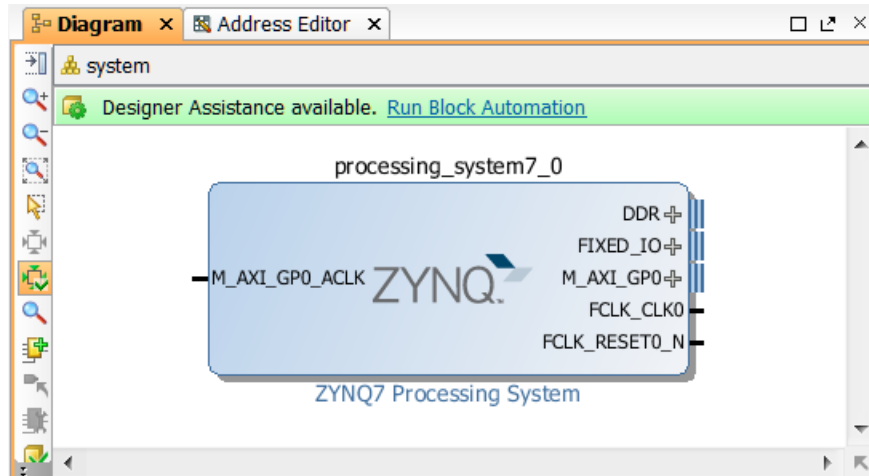 Diagram
Address Editor
system
Designer Assistance available. Run Block Automation
processing_system7_0
DDR
FIXED_IO
M_AXI_GP0_ACLK
ZYNQ
M_AXI_GP0
FCLK_CLK0
FCLK_RESET0_N
ZYNQ7 Processing System